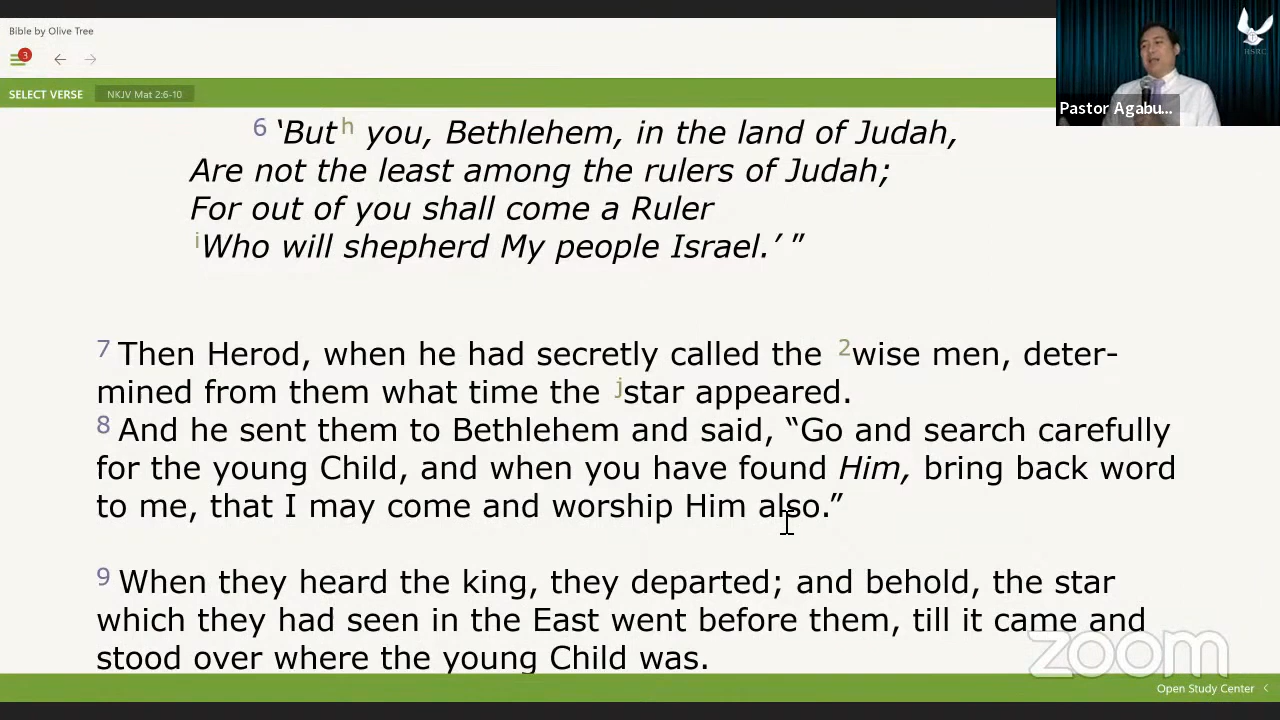 Bible by Olive Tree
3
SELECT VERSE NKJV Mat 2:6-10
Pastor Agabu...
6 ‘But h you, Bethlehem, in the land of Judah,
Are not the least among the rulers of Judah;
For out of you shall come a Ruler
i Who will shepherd My people Israel.’ ”
7 Then Herod, when he had secretly called the 2 wise men, deter-
mined from them what time the j star appeared.
8 And he sent them to Bethlehem and said, “Go and search carefully
for the young Child, and when you have found Him, bring back word
to me, that I may come and worship Him also.”
9 When they heard the king, they departed; and behold, the star
which they had seen in the East went before them, till it came and
stood over where the young Child was.
zoom
Open Study Center